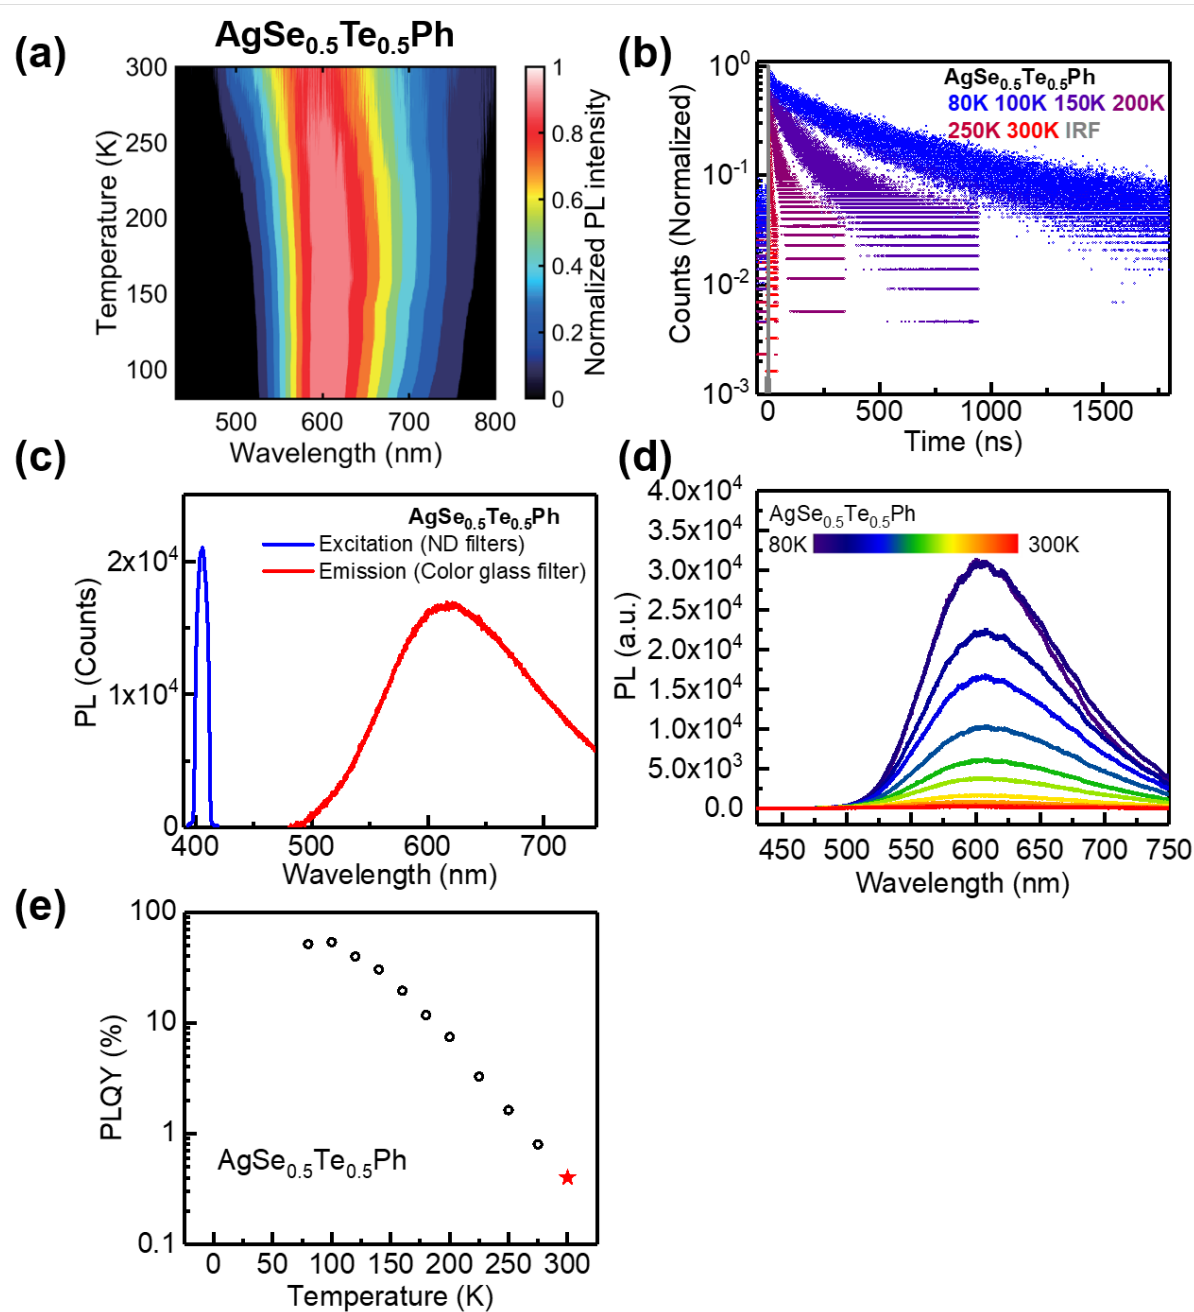 (a)
AgSe0.5Te0.5Ph
300
250
200
150
100
Temperature (K)
500 600 700 800
Wavelength (nm)
1
0.8
0.6
0.4
0.2
0
Normalized PL intensity
(b)
AgSe0.5Te0.5Ph
80K 100K 150K 200K
250K 300K IRF
10^0
10^-1
10^-2
10^-3
Counts (Normalized)
0 500 1000 1500
Time (ns)
(c)
AgSe0.5Te0.5Ph
Excitation (ND filters)
Emission (Color glass filter)
2x10^4
1x10^4
0
PL (Counts)
400 500 600 700
Wavelength (nm)
(d)
AgSe0.5Te0.5Ph
80K 300K
4.0x10^4
3.5x10^4
3.0x10^4
2.5x10^4
2.0x10^4
1.5x10^4
1.0x10^4
5.0x10^3
0.0
PL (a.u.)
450 500 550 600 650 700 750
Wavelength (nm)
(e)
100
10
1
0.1
PLQY (%)
AgSe0.5Te0.5Ph
0 50 100 150 200 250 300
Temperature (K)